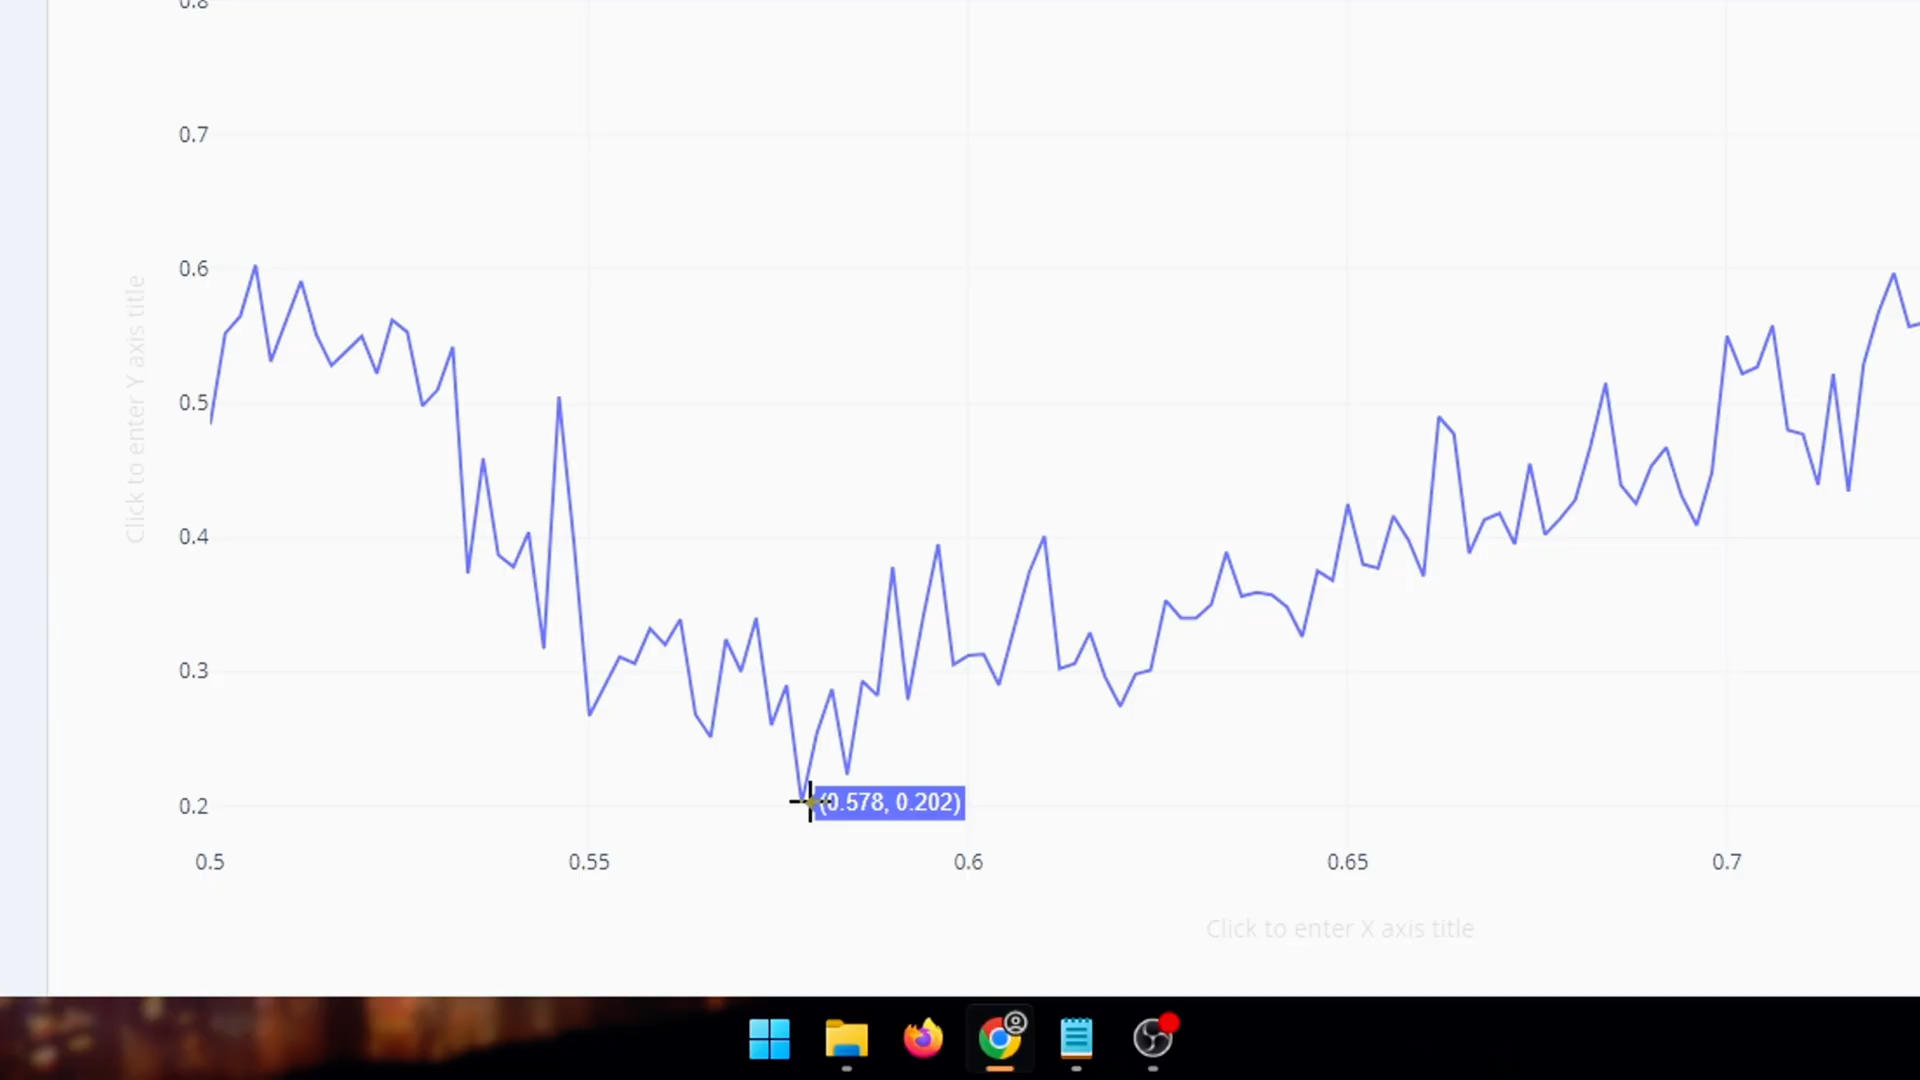 0.8
0.7
0.6
0.5
0.4
0.3
0.2
Click to enter Y axis title
(0.578, 0.202)
0.5 0.55 0.6 0.65 0.7
Click to enter X axis title